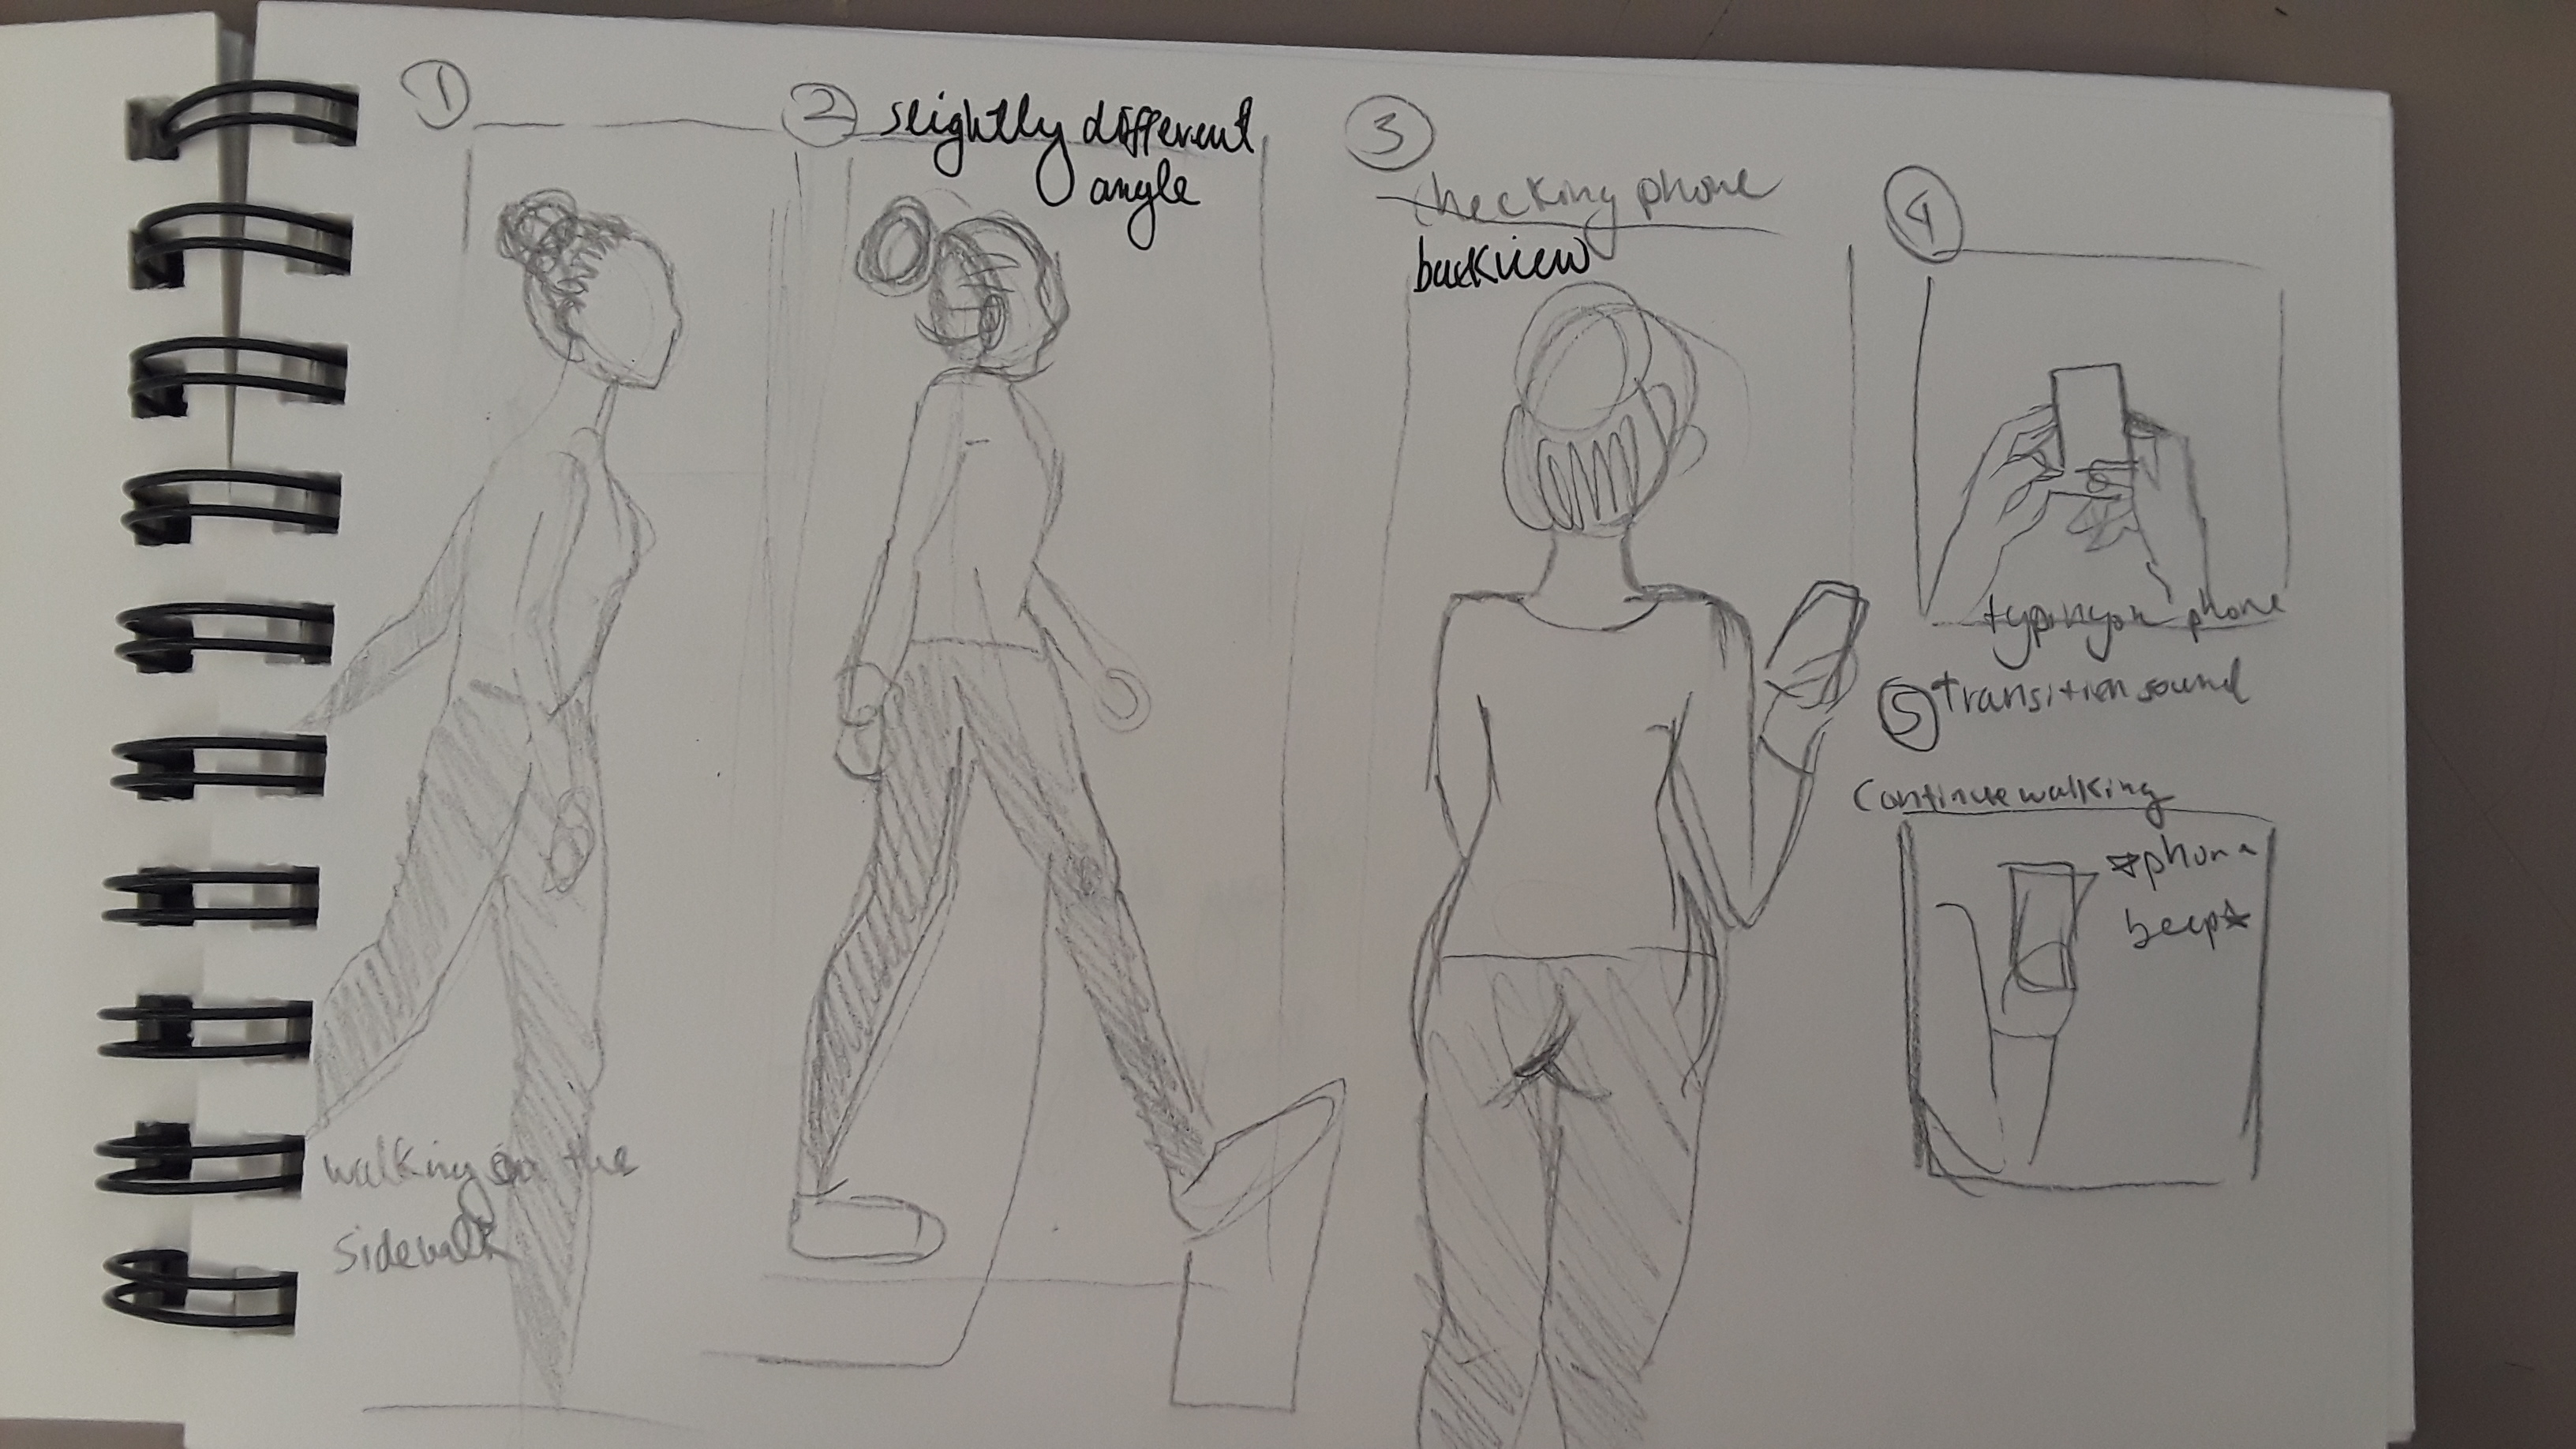 1
walking on the
sidewalk
2 slightly different
angle
3
checking phone
backview
4
typing on phone
5 transition sound
Continue walking
*phone
beep*